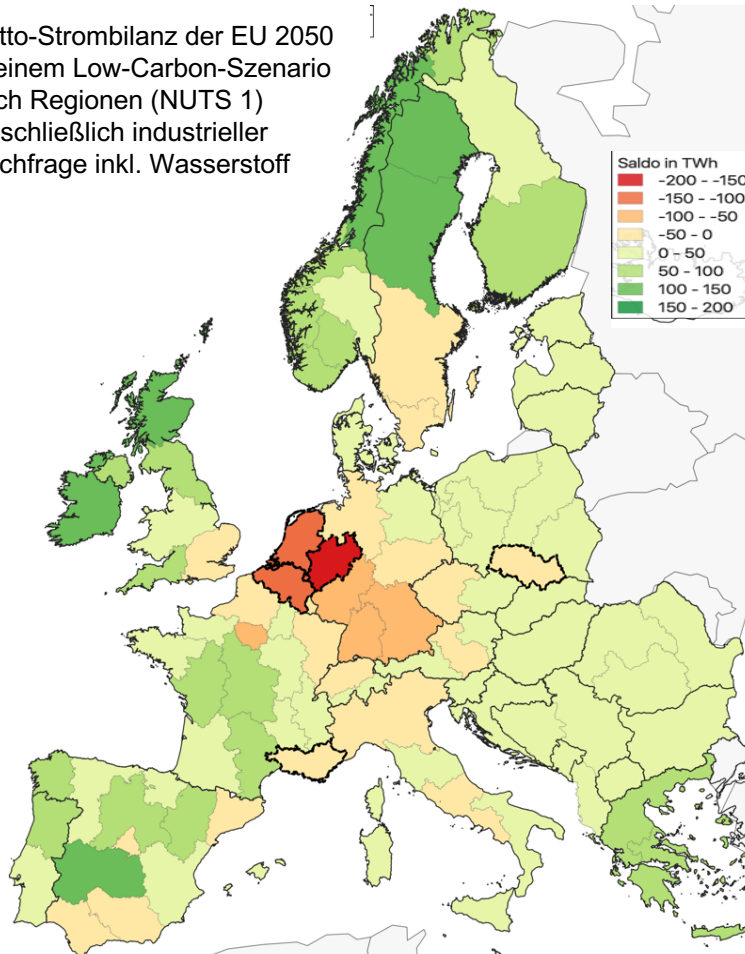 tto-Strombilanz der EU 2050
einem Low-Carbon-Szenario
ch Regionen (NUTS 1)
schließlich industrieller
chfrage inkl. Wasserstoff
Saldo in TWh
-200 - -150
-150 - -100
-100 - -50
-50 - 0
0 - 50
50 - 100
100 - 150
150 - 200